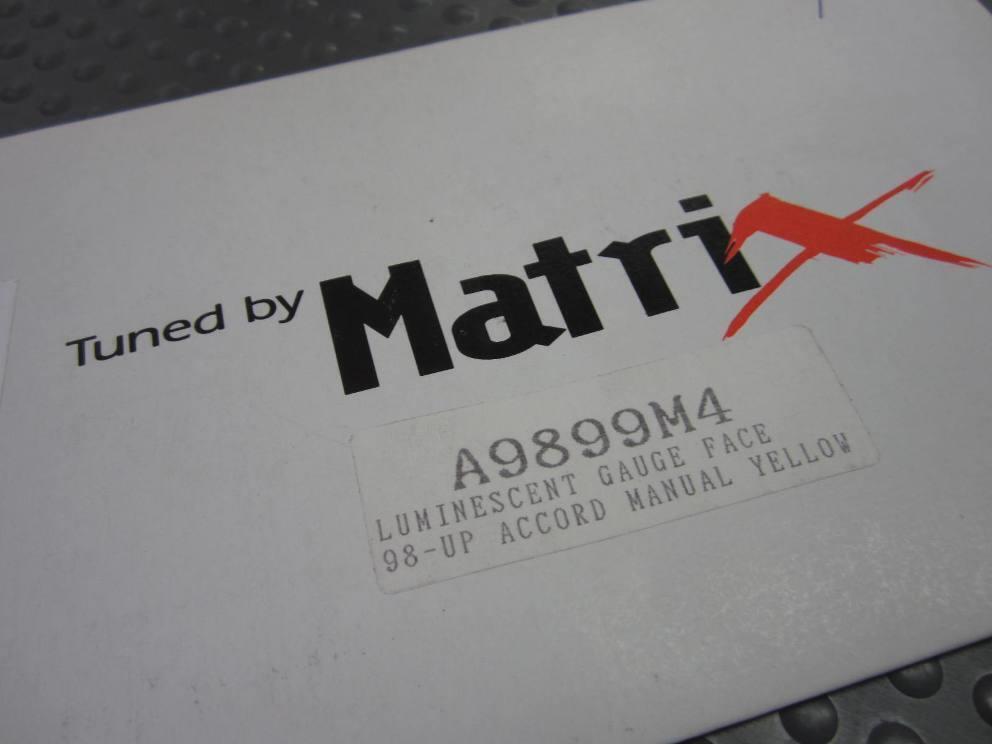 Tuned by MatriX
A9899M4
LUMINESCENT GAUGE FACE
98-UP ACCORD MANUAL YELLOW